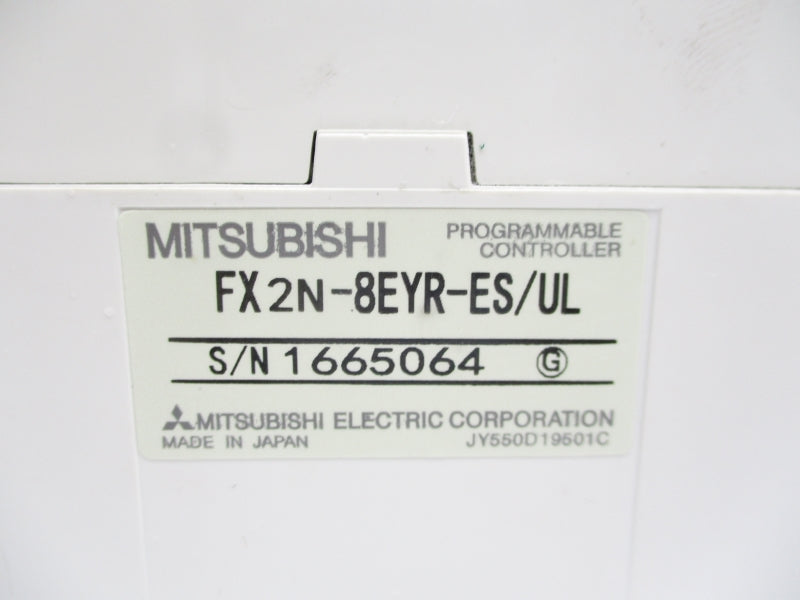 MITSUBISHI PROGRAMMABLE
CONTROLLER
FX2N-8EYR-ES/UL
S/N 1665064 Ⓖ
MITSUBISHI ELECTRIC CORPORATION
MADE IN JAPAN JY550D19501C